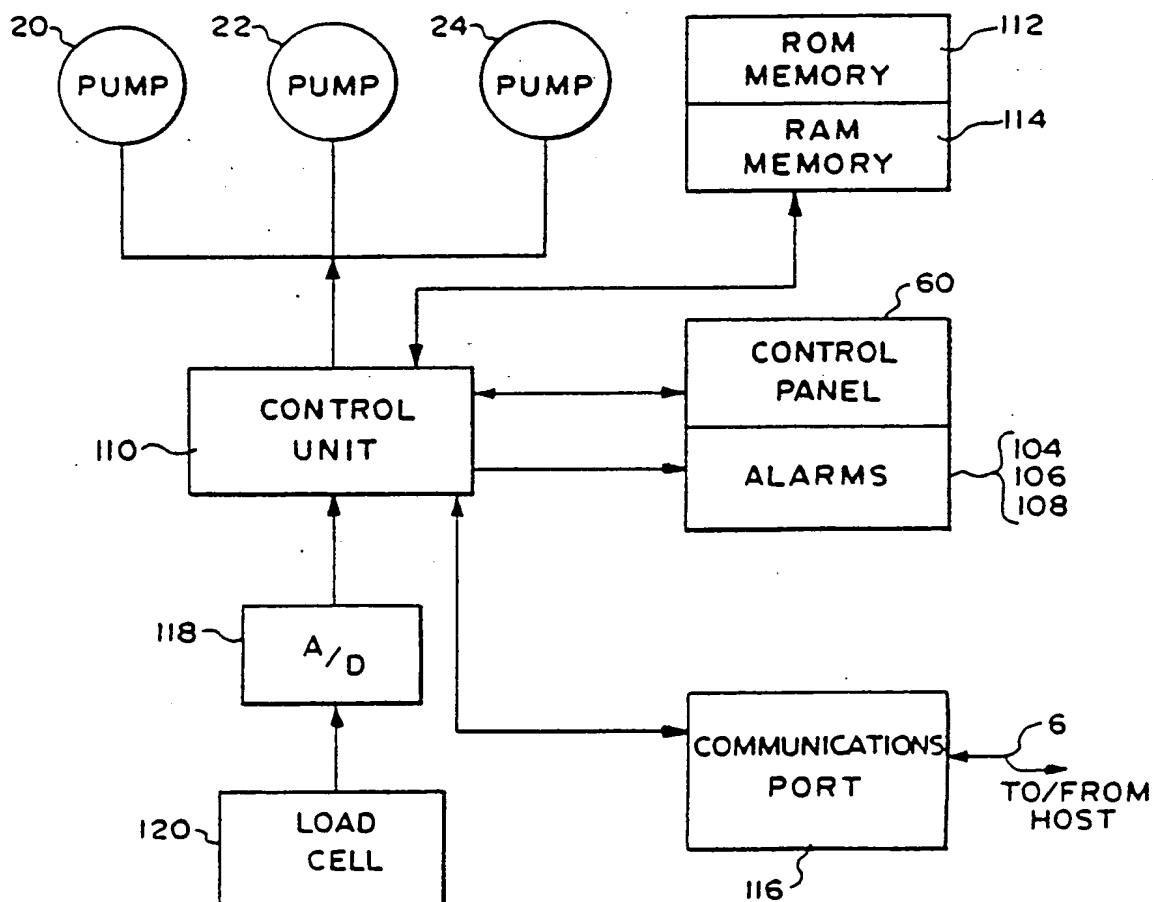 20
22
24
PUMP
PUMP
PUMP
ROM
MEMORY
112
RAM
MEMORY
114
60
CONTROL
PANEL
CONTROL
UNIT
110
ALARMS
104
106
108
118
A/D
COMMUNICATIONS
PORT
6
TO/FROM
HOST
116
120
LOAD
CELL